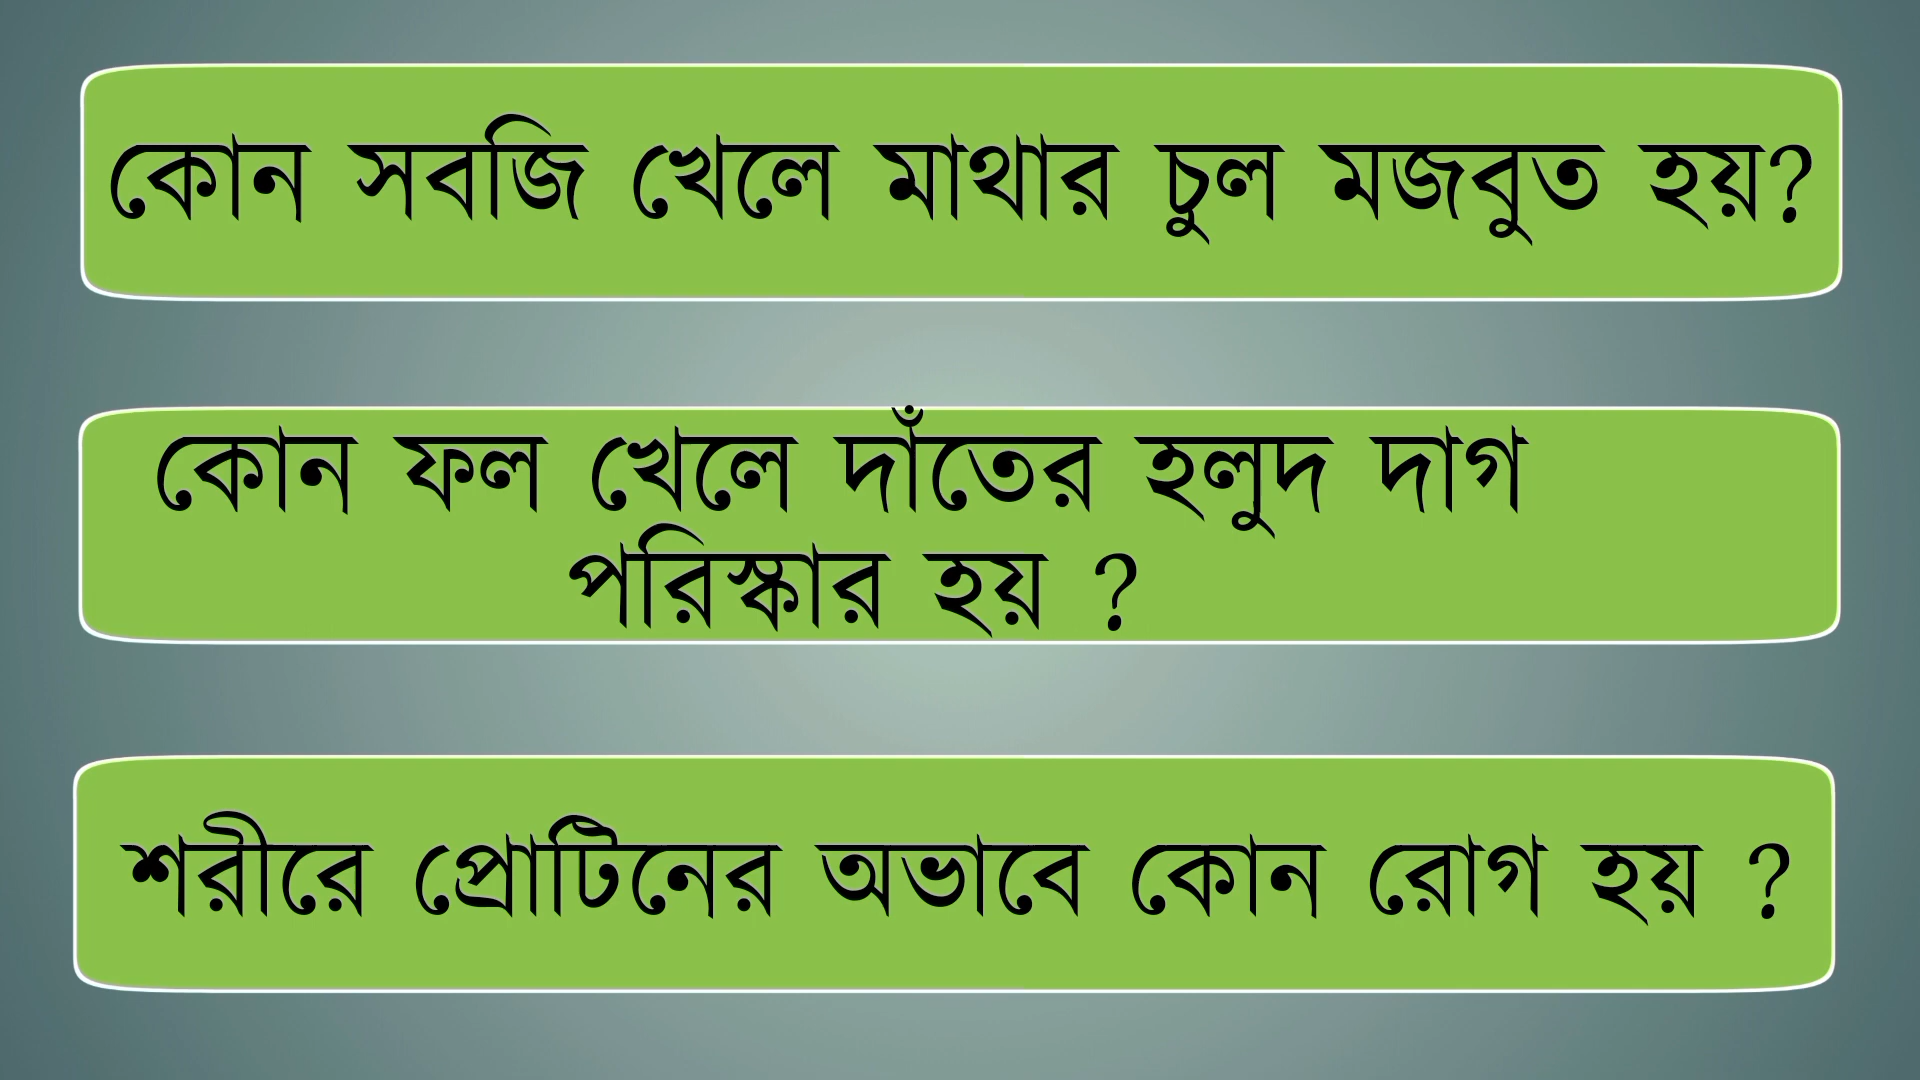 কোন সবজি খেলে মাথার চুল মজবুত হয়?
কোন ফল খেলে দাঁতের হলুদ দাগ
পরিস্কার হয় ?
শরীরে প্রোটিনের অভাবে কোন রোগ হয় ?